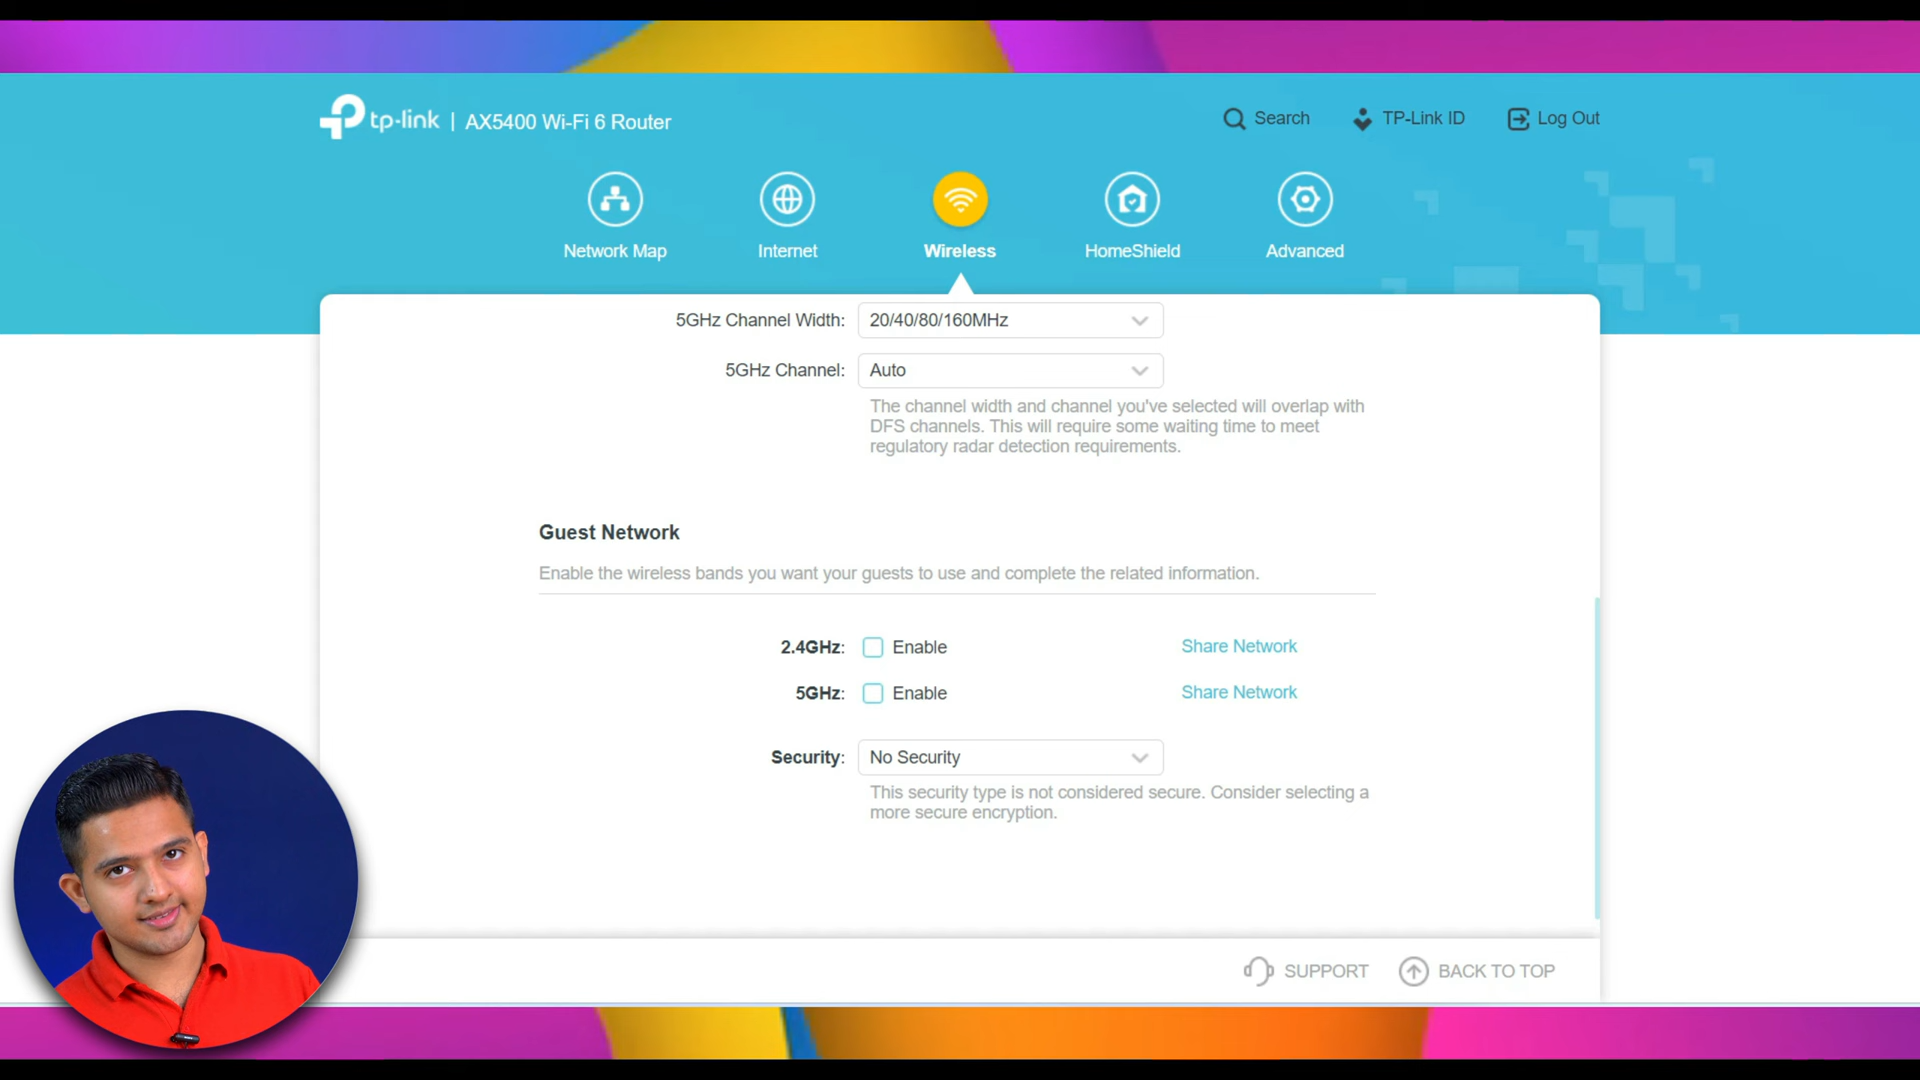 tp-link | AX5400 Wi-Fi 6 Router
Search
TP-Link ID
Log Out
Network Map
Internet
Wireless
HomeShield
Advanced
5GHz Channel Width: 20/40/80/160MHz
5GHz Channel: Auto
The channel width and channel you've selected will overlap with
DFS channels. This will require some waiting time to meet
regulatory radar detection requirements.
Guest Network
Enable the wireless bands you want your guests to use and complete the related information.
2.4GHz: Enable Share Network
5GHz: Enable Share Network
Security: No Security
This security type is not considered secure. Consider selecting a
more secure encryption.
SUPPORT
BACK TO TOP